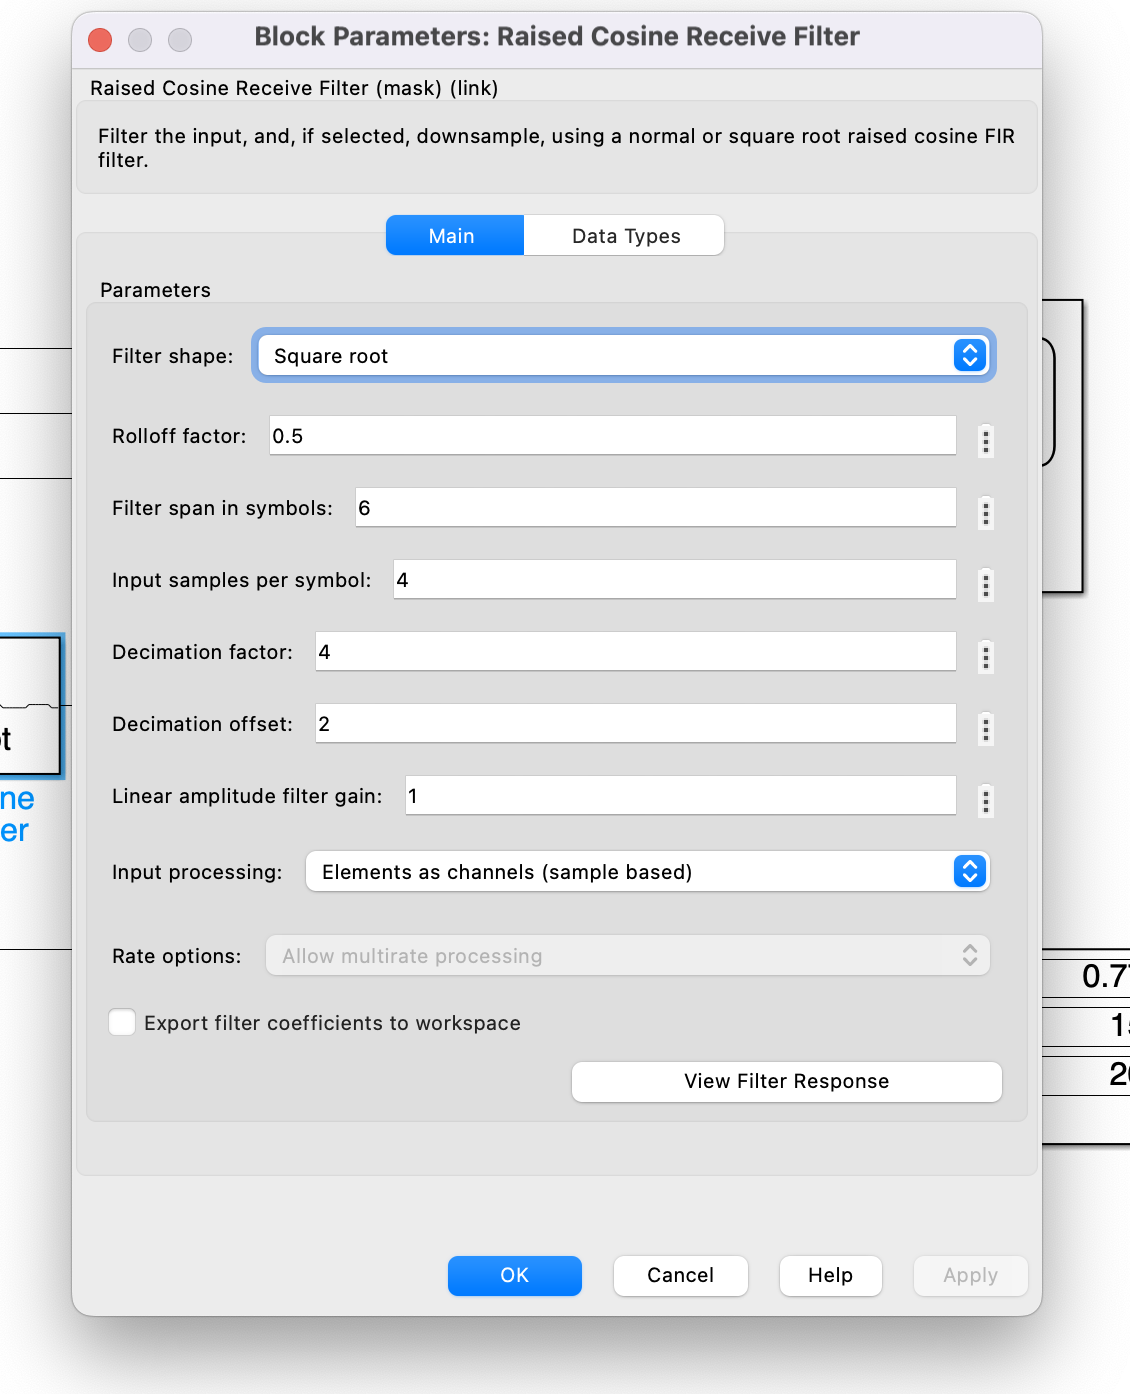 Block Parameters: Raised Cosine Receive Filter
Raised Cosine Receive Filter (mask) (link)
Filter the input, and, if selected, downsample, using a normal or square root raised cosine FIR
filter.
Main Data Types
Parameters
Filter shape: Square root
Rolloff factor: 0.5
Filter span in symbols: 6
Input samples per symbol: 4
Decimation factor: 4
Decimation offset: 2
Linear amplitude filter gain: 1
Input processing: Elements as channels (sample based)
Rate options: Allow multirate processing
Export filter coefficients to workspace
View Filter Response
OK Cancel Help Apply
ne
er